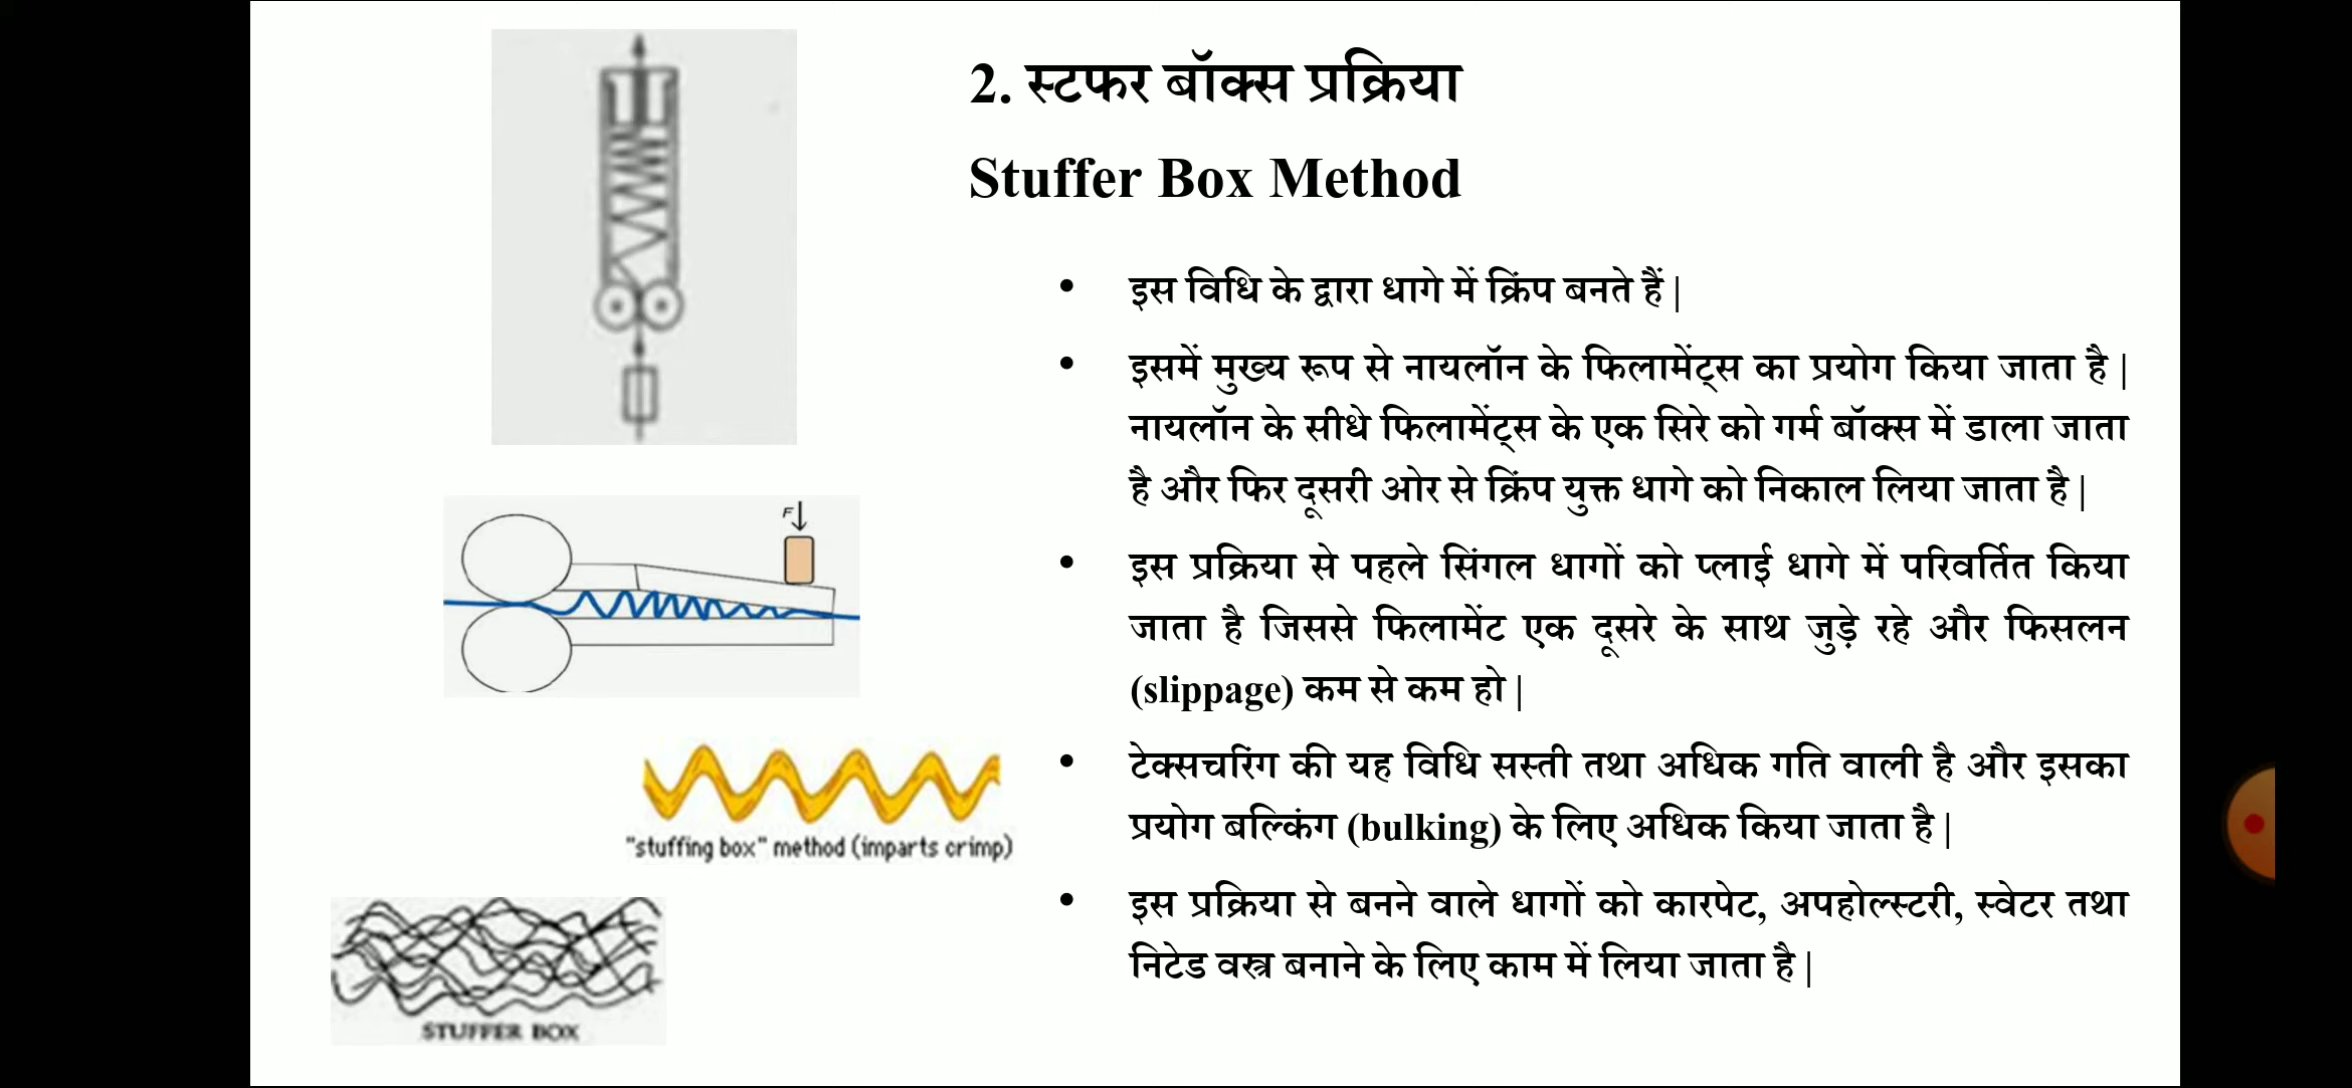 2. स्टफर बॉक्स प्रक्रिया
Stuffer Box Method
• इस विधि के द्वारा धागे में क्रिंप बनते हैं |
• इसमें मुख्य रूप से नायलॉन के फिलामेंट्स का प्रयोग किया जाता है |
नायलॉन के सीधे फिलामेंट्स के एक सिरे को गर्म बॉक्स में डाला जाता
है और फिर दूसरी ओर से क्रिंप युक्त धागे को निकाल लिया जाता है |
• इस प्रक्रिया से पहले सिंगल धागों को प्लाई धागे में परिवर्तित किया
जाता है जिससे फिलामेंट एक दूसरे के साथ जुड़े रहे और फिसलन
(slippage) कम से कम हो |
• टेक्सचरिंग की यह विधि सस्ती तथा अधिक गति वाली है और इसका
प्रयोग बल्किंग (bulking) के लिए अधिक किया जाता है |
• इस प्रक्रिया से बनने वाले धागों को कारपेट, अपहोल्स्टरी, स्वेटर तथा
निटेड वस्त्र बनाने के लिए काम में लिया जाता है |
F
"stuffing box" method (imparts crimp)
STUFFER BOX